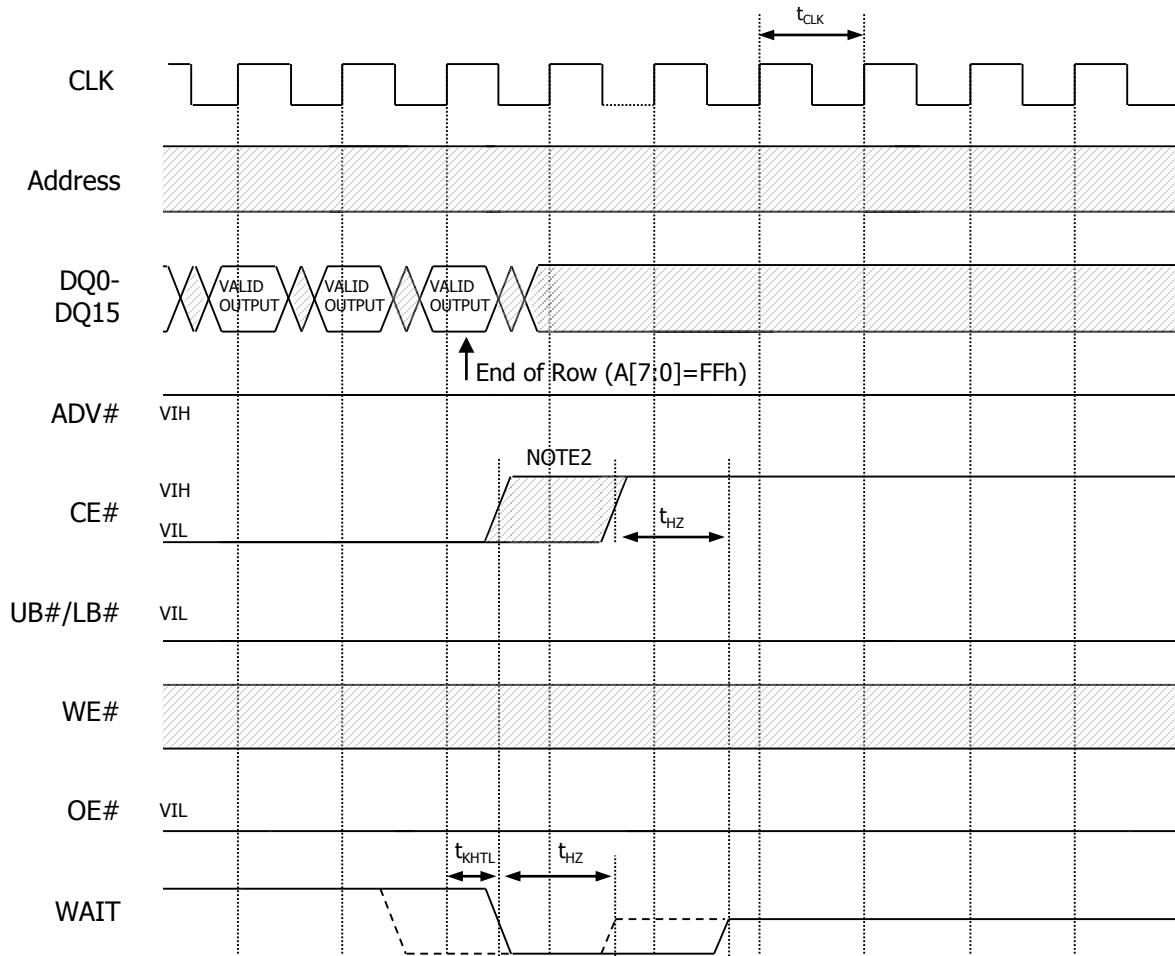 tCLK
CLK
Address
DQ0-
DQ15
VALID
OUTPUT
VALID
OUTPUT
VALID
OUTPUT
End of Row (A[7:0]=FFh)
ADV#
VIH
NOTE2
CE#
VIH
VIL
tHZ
UB#/LB#
VIL
WE#
OE#
VIL
tKHTL
tHZ
WAIT